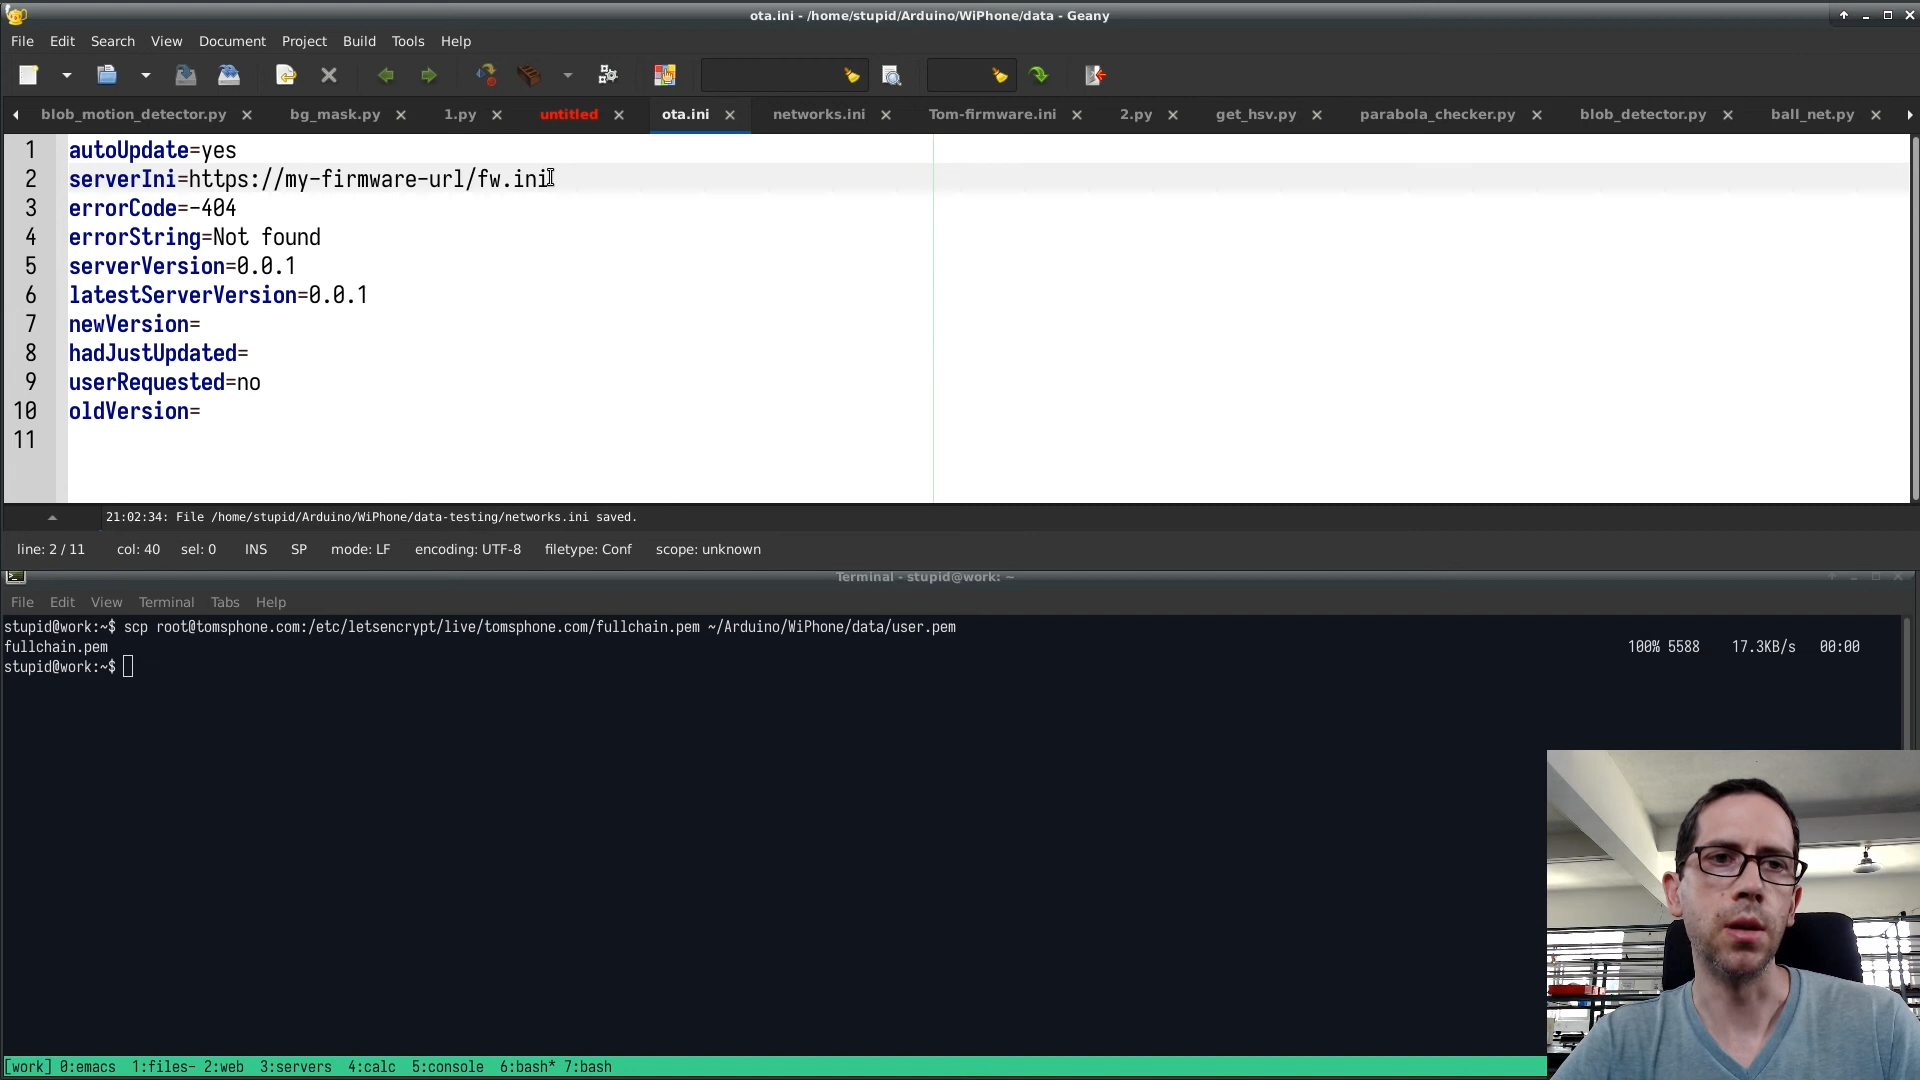 ota.ini - /home/stupid/Arduino/WiPhone/data - Geany
File Edit Search View Document Project Build Tools Help
blob_motion_detector.py bg_mask.py 1.py untitled ota.ini networks.ini Tom-firmware.ini 2.py get_hsv.py parabola_checker.py blob_detector.py ball_net.py
1 autoUpdate=yes
2 serverIni=https://my-firmware-url/fw.ini
3 errorCode=-404
4 errorString=Not found
5 serverVersion=0.0.1
6 latestServerVersion=0.0.1
7 newVersion=
8 hadJustUpdated=
9 userRequested=no
10 oldVersion=
11
21:02:34: File /home/stupid/Arduino/WiPhone/data-testing/networks.ini saved.
line: 2 / 11 col: 40 sel: 0 INS SP mode: LF encoding: UTF-8 filetype: Conf scope: unknown
Terminal - stupid@work: ~
File Edit View Terminal Tabs Help
stupid@work:~$ scp root@tomsphone.com:/etc/letsencrypt/live/tomsphone.com/fullchain.pem ~/Arduino/WiPhone/data/user.pem
fullchain.pem 100% 5588 17.3KB/s 00:00
stupid@work:~$
[work] 0:emacs 1:files- 2:web 3:servers 4:calc 5:console 6:bash* 7:bash